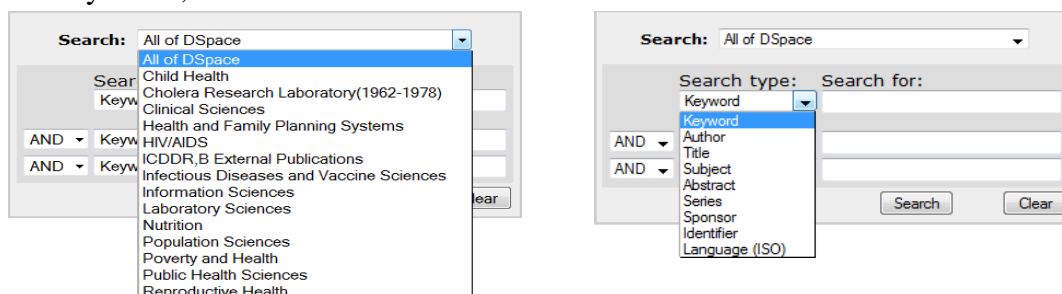 Search: All of DSpace
All of DSpace
Child Health
Cholera Research Laboratory(1962-1978)
Clinical Sciences
Health and Family Planning Systems
HIV/AIDS
ICDDR,B External Publications
Infectious Diseases and Vaccine Sciences
Information Sciences
Laboratory Sciences
Nutrition
Population Sciences
Poverty and Health
Public Health Sciences
Reproductive Health
Sear
Keyw
AND Keyw
AND Keyw
lear
Search: All of DSpace
Search type: Search for:
Keyword
Keyword
Author
Title
Subject
Abstract
Series
Sponsor
Identifier
Language (ISO)
AND
AND
Search Clear